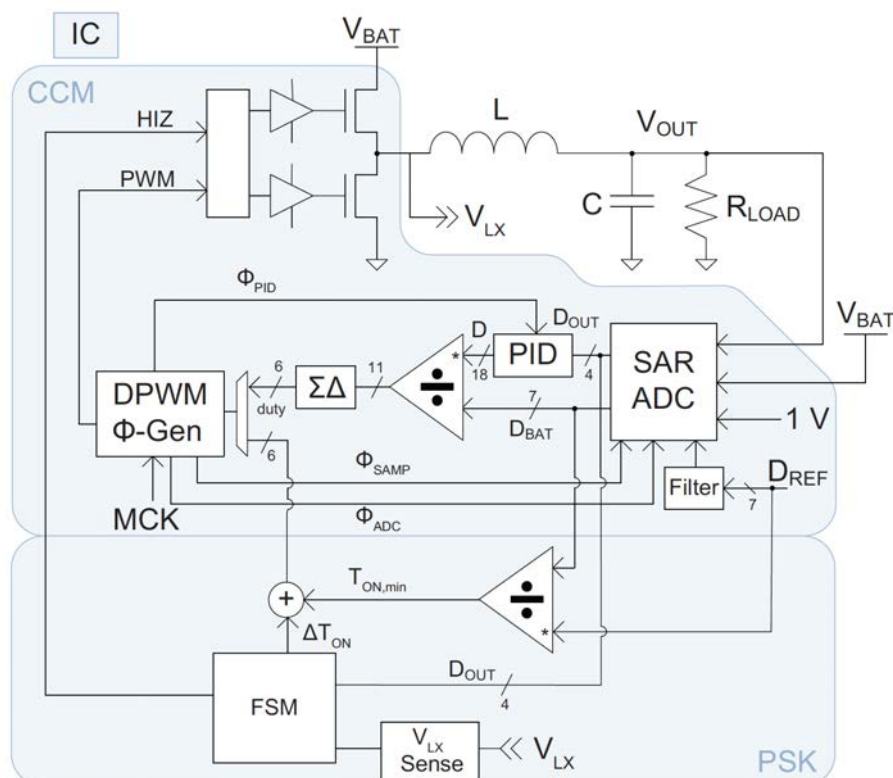 IC
V_BAT
CCM
HIZ
PWM
L
V_OUT
C
R_LOAD
V_LX
Φ_PID
V_BAT
D
D_OUT
PID
18
4
SAR
ADC
ΣΔ
6
11
÷
*
7
D_BAT
duty
6
DPWM
Φ-Gen
1 V
Φ_SAMP
Filter
D_REF
7
MCK
Φ_ADC
T_ON,min
÷
*
+
ΔT_ON
D_OUT
4
FSM
V_LX
Sense
V_LX
PSK